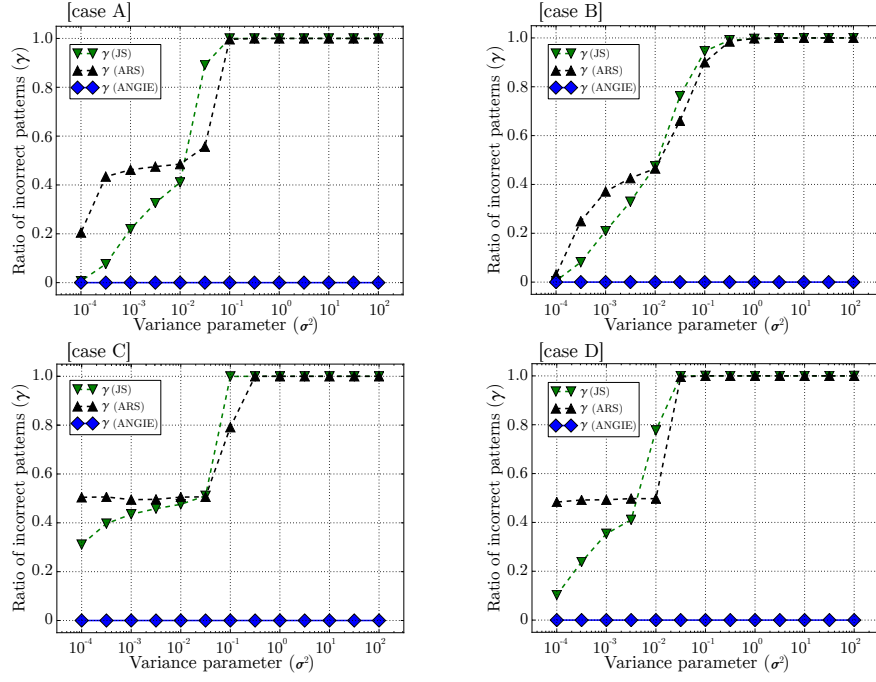 [case A]
Ratio of incorrect patterns (γ)
1.0
0.8
0.6
0.4
0.2
0
γ (JS)
γ (ARS)
γ (ANGIE)
10⁻⁴ 10⁻³ 10⁻² 10⁻¹ 10⁰ 10¹ 10²
Variance parameter (σ²)
[case B]
Ratio of incorrect patterns (γ)
1.0
0.8
0.6
0.4
0.2
0
γ (JS)
γ (ARS)
γ (ANGIE)
10⁻⁴ 10⁻³ 10⁻² 10⁻¹ 10⁰ 10¹ 10²
Variance parameter (σ²)
[case C]
Ratio of incorrect patterns (γ)
1.0
0.8
0.6
0.4
0.2
0
γ (JS)
γ (ARS)
γ (ANGIE)
10⁻⁴ 10⁻³ 10⁻² 10⁻¹ 10⁰ 10¹ 10²
Variance parameter (σ²)
[case D]
Ratio of incorrect patterns (γ)
1.0
0.8
0.6
0.4
0.2
0
γ (JS)
γ (ARS)
γ (ANGIE)
10⁻⁴ 10⁻³ 10⁻² 10⁻¹ 10⁰ 10¹ 10²
Variance parameter (σ²)